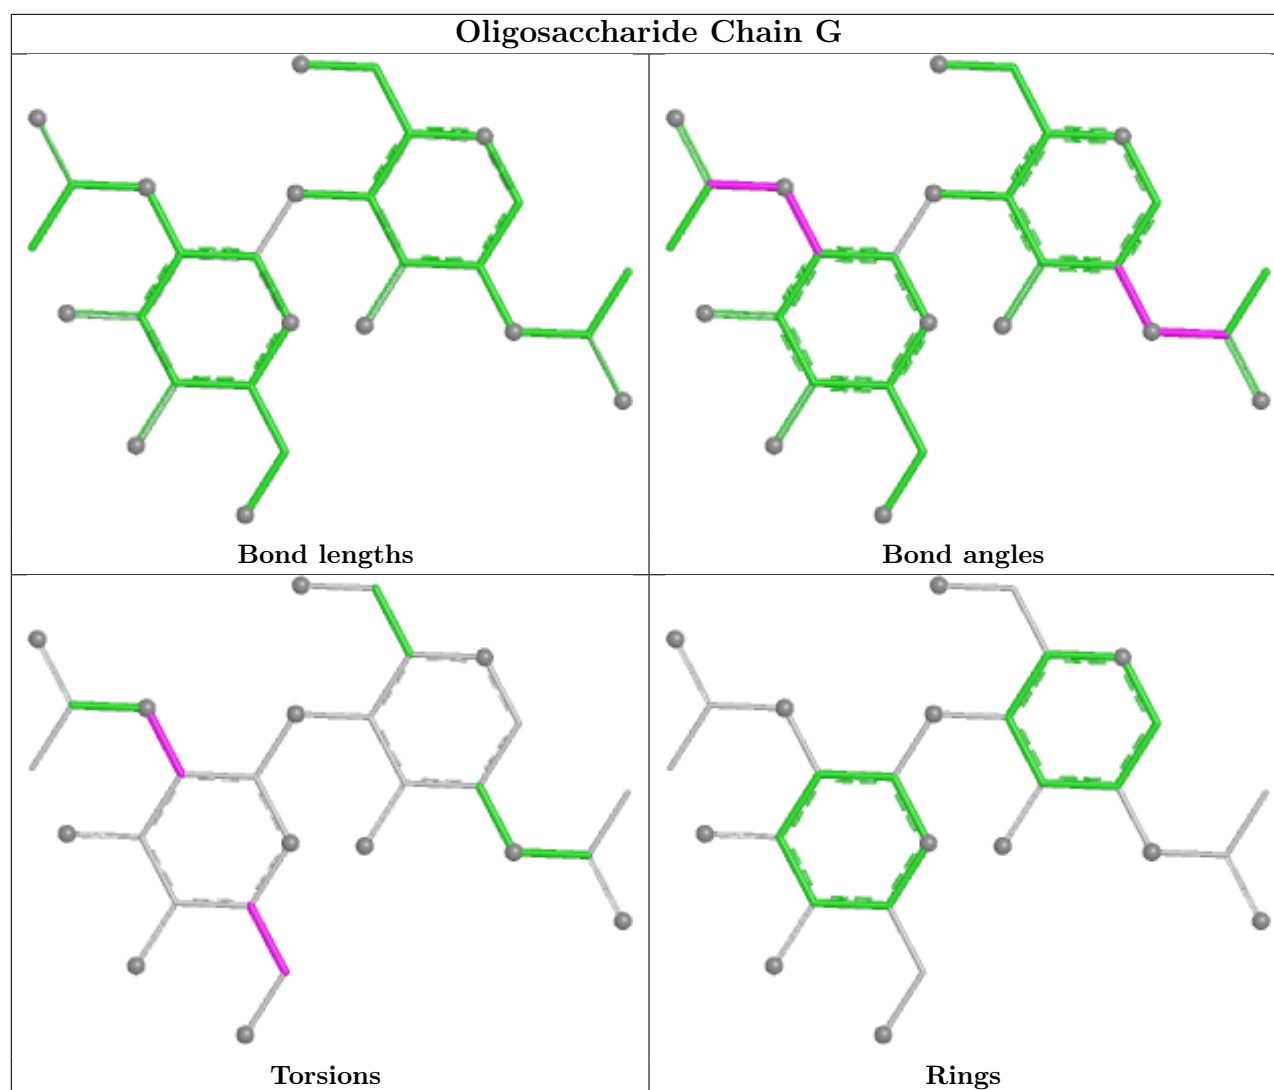 Oligosaccharide Chain G
Bond lengths
Bond angles
Torsions
Rings